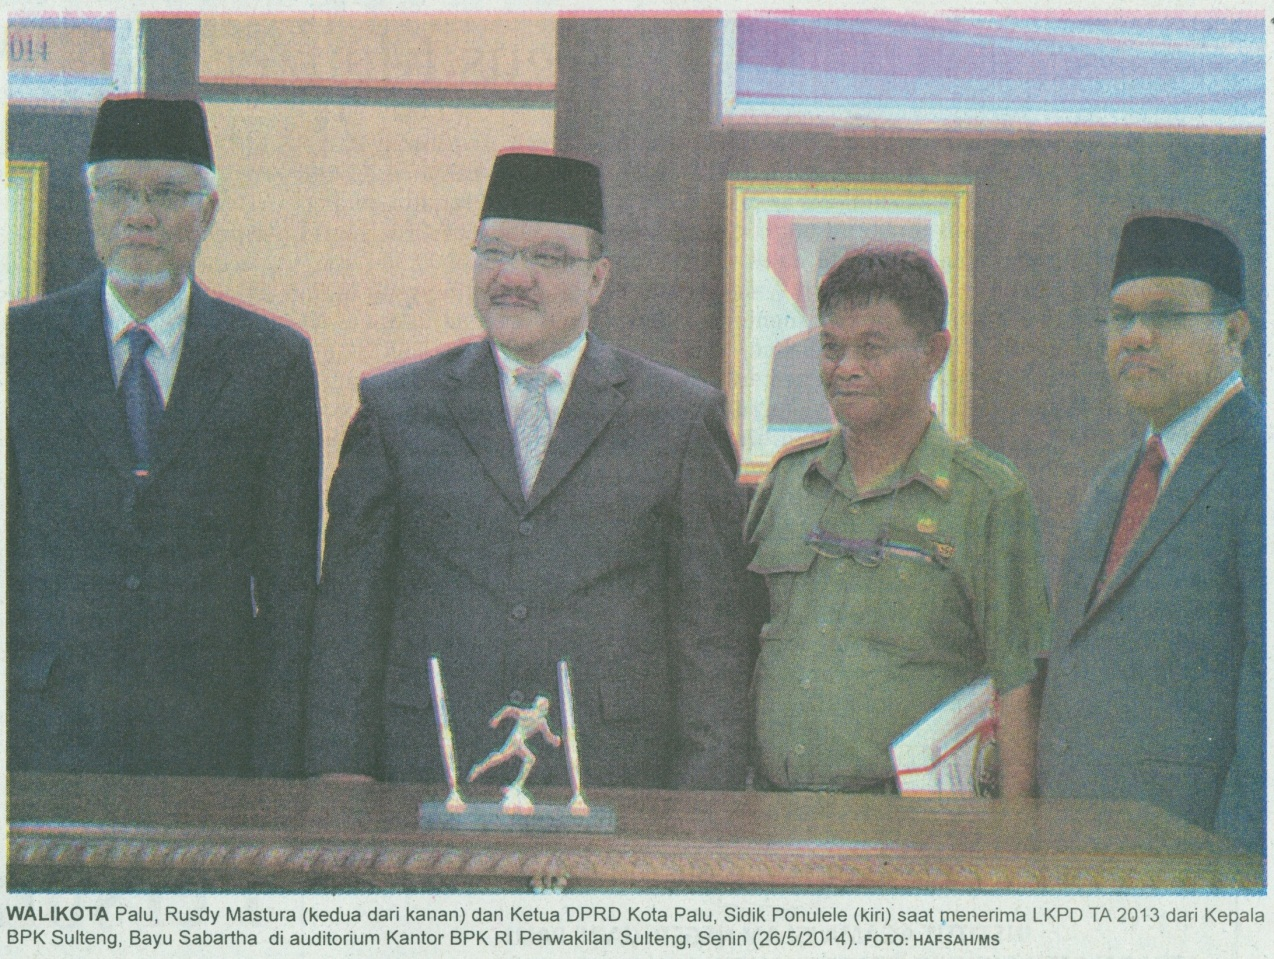 014
WALIKOTA Palu, Rusdy Mastura (kedua dari kanan) dan Ketua DPRD Kota Palu, Sidik Ponulele (kiri) saat menerima LKPD TA 2013 dari Kepala
BPK Sulteng, Bayu Sabartha di auditorium Kantor BPK RI Perwakilan Sulteng, Senin (26/5/2014). FOTO: HAFSAH/MS